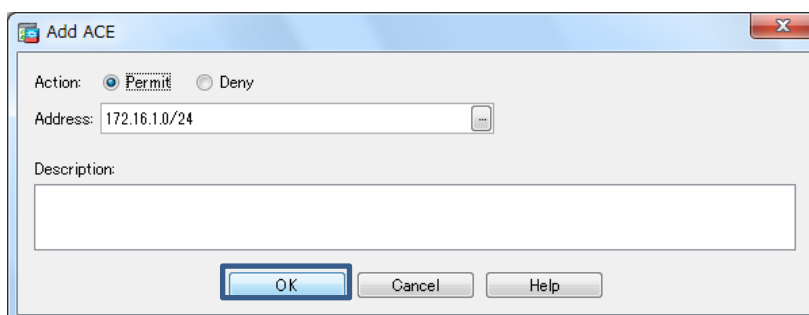 Add ACE
Action: Permit Deny
Address: 172.16.1.0/24 ...
Description:
OK Cancel Help